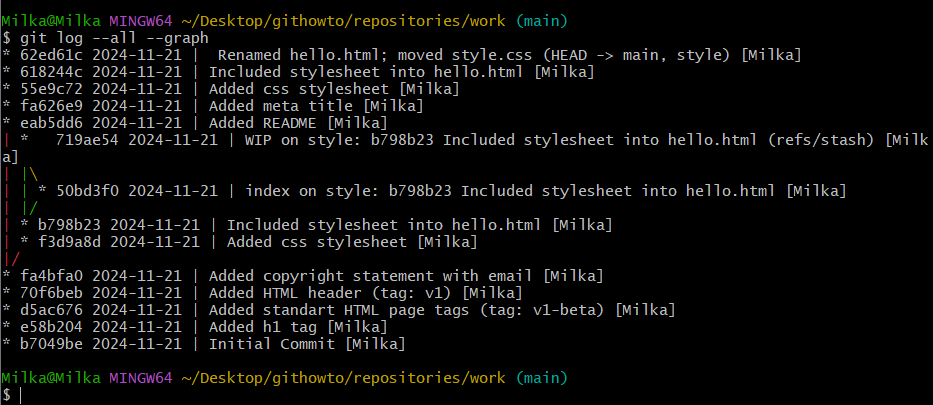 Milka@Milka MINGW64 ~/Desktop/githowto/repositories/work (main)
$ git log --all --graph
* 62ed61c 2024-11-21 |  Renamed hello.html; moved style.css (HEAD -> main, style) [Milka]
* 618244c 2024-11-21 | Included stylesheet into hello.html [Milka]
* 55e9c72 2024-11-21 | Added css stylesheet [Milka]
* fa626e9 2024-11-21 | Added meta title [Milka]
* eab5dd6 2024-11-21 | Added README [Milka]
| *   719ae54 2024-11-21 | WIP on style: b798b23 Included stylesheet into hello.html (refs/stash) [Milk
a]
| |\
| | * 50bd3f0 2024-11-21 | index on style: b798b23 Included stylesheet into hello.html [Milka]
| |/
| * b798b23 2024-11-21 | Included stylesheet into hello.html [Milka]
| * f3d9a8d 2024-11-21 | Added css stylesheet [Milka]
|/
* fa4bfa0 2024-11-21 | Added copyright statement with email [Milka]
* 70f6beb 2024-11-21 | Added HTML header (tag: v1) [Milka]
* d5ac676 2024-11-21 | Added standart HTML page tags (tag: v1-beta) [Milka]
* e58b204 2024-11-21 | Added h1 tag [Milka]
* b7049be 2024-11-21 | Initial Commit [Milka]
Milka@Milka MINGW64 ~/Desktop/githowto/repositories/work (main)
$